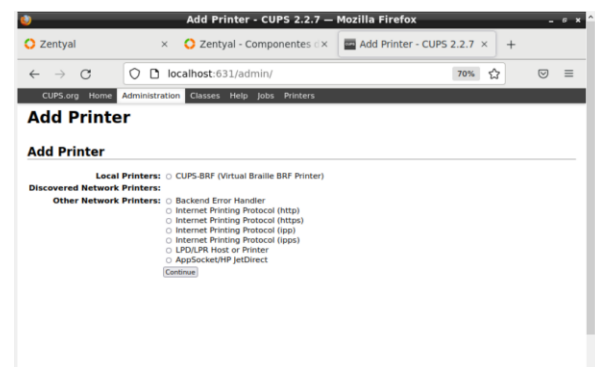 Add Printer - CUPS 2.2.7 — Mozilla Firefox
Zentyal
Zentyal - Componentes d
Add Printer - CUPS 2.2.7
localhost:631/admin/
70%
CUPS.org Home Administration Classes Help Jobs Printers
Add Printer
Add Printer
Local Printers: CUPS-BRF (Virtual Braille BRF Printer)
Discovered Network Printers:
Other Network Printers: Backend Error Handler
Internet Printing Protocol (http)
Internet Printing Protocol (https)
Internet Printing Protocol (ipp)
Internet Printing Protocol (ipps)
LPD/LPR Host or Printer
AppSocket/HP JetDirect
Continue